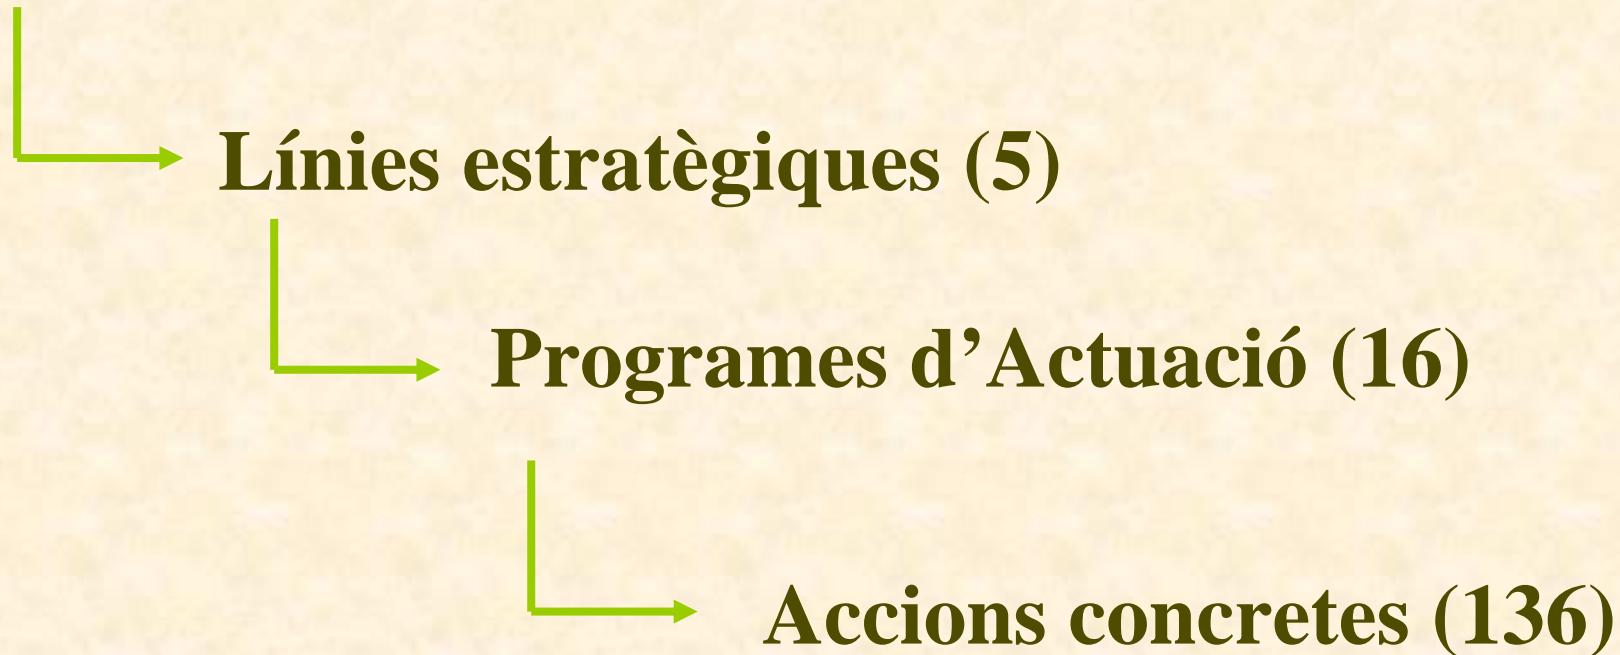 Línies estratègiques (5)
Programes d’Actuació (16)
Accions concretes (136)